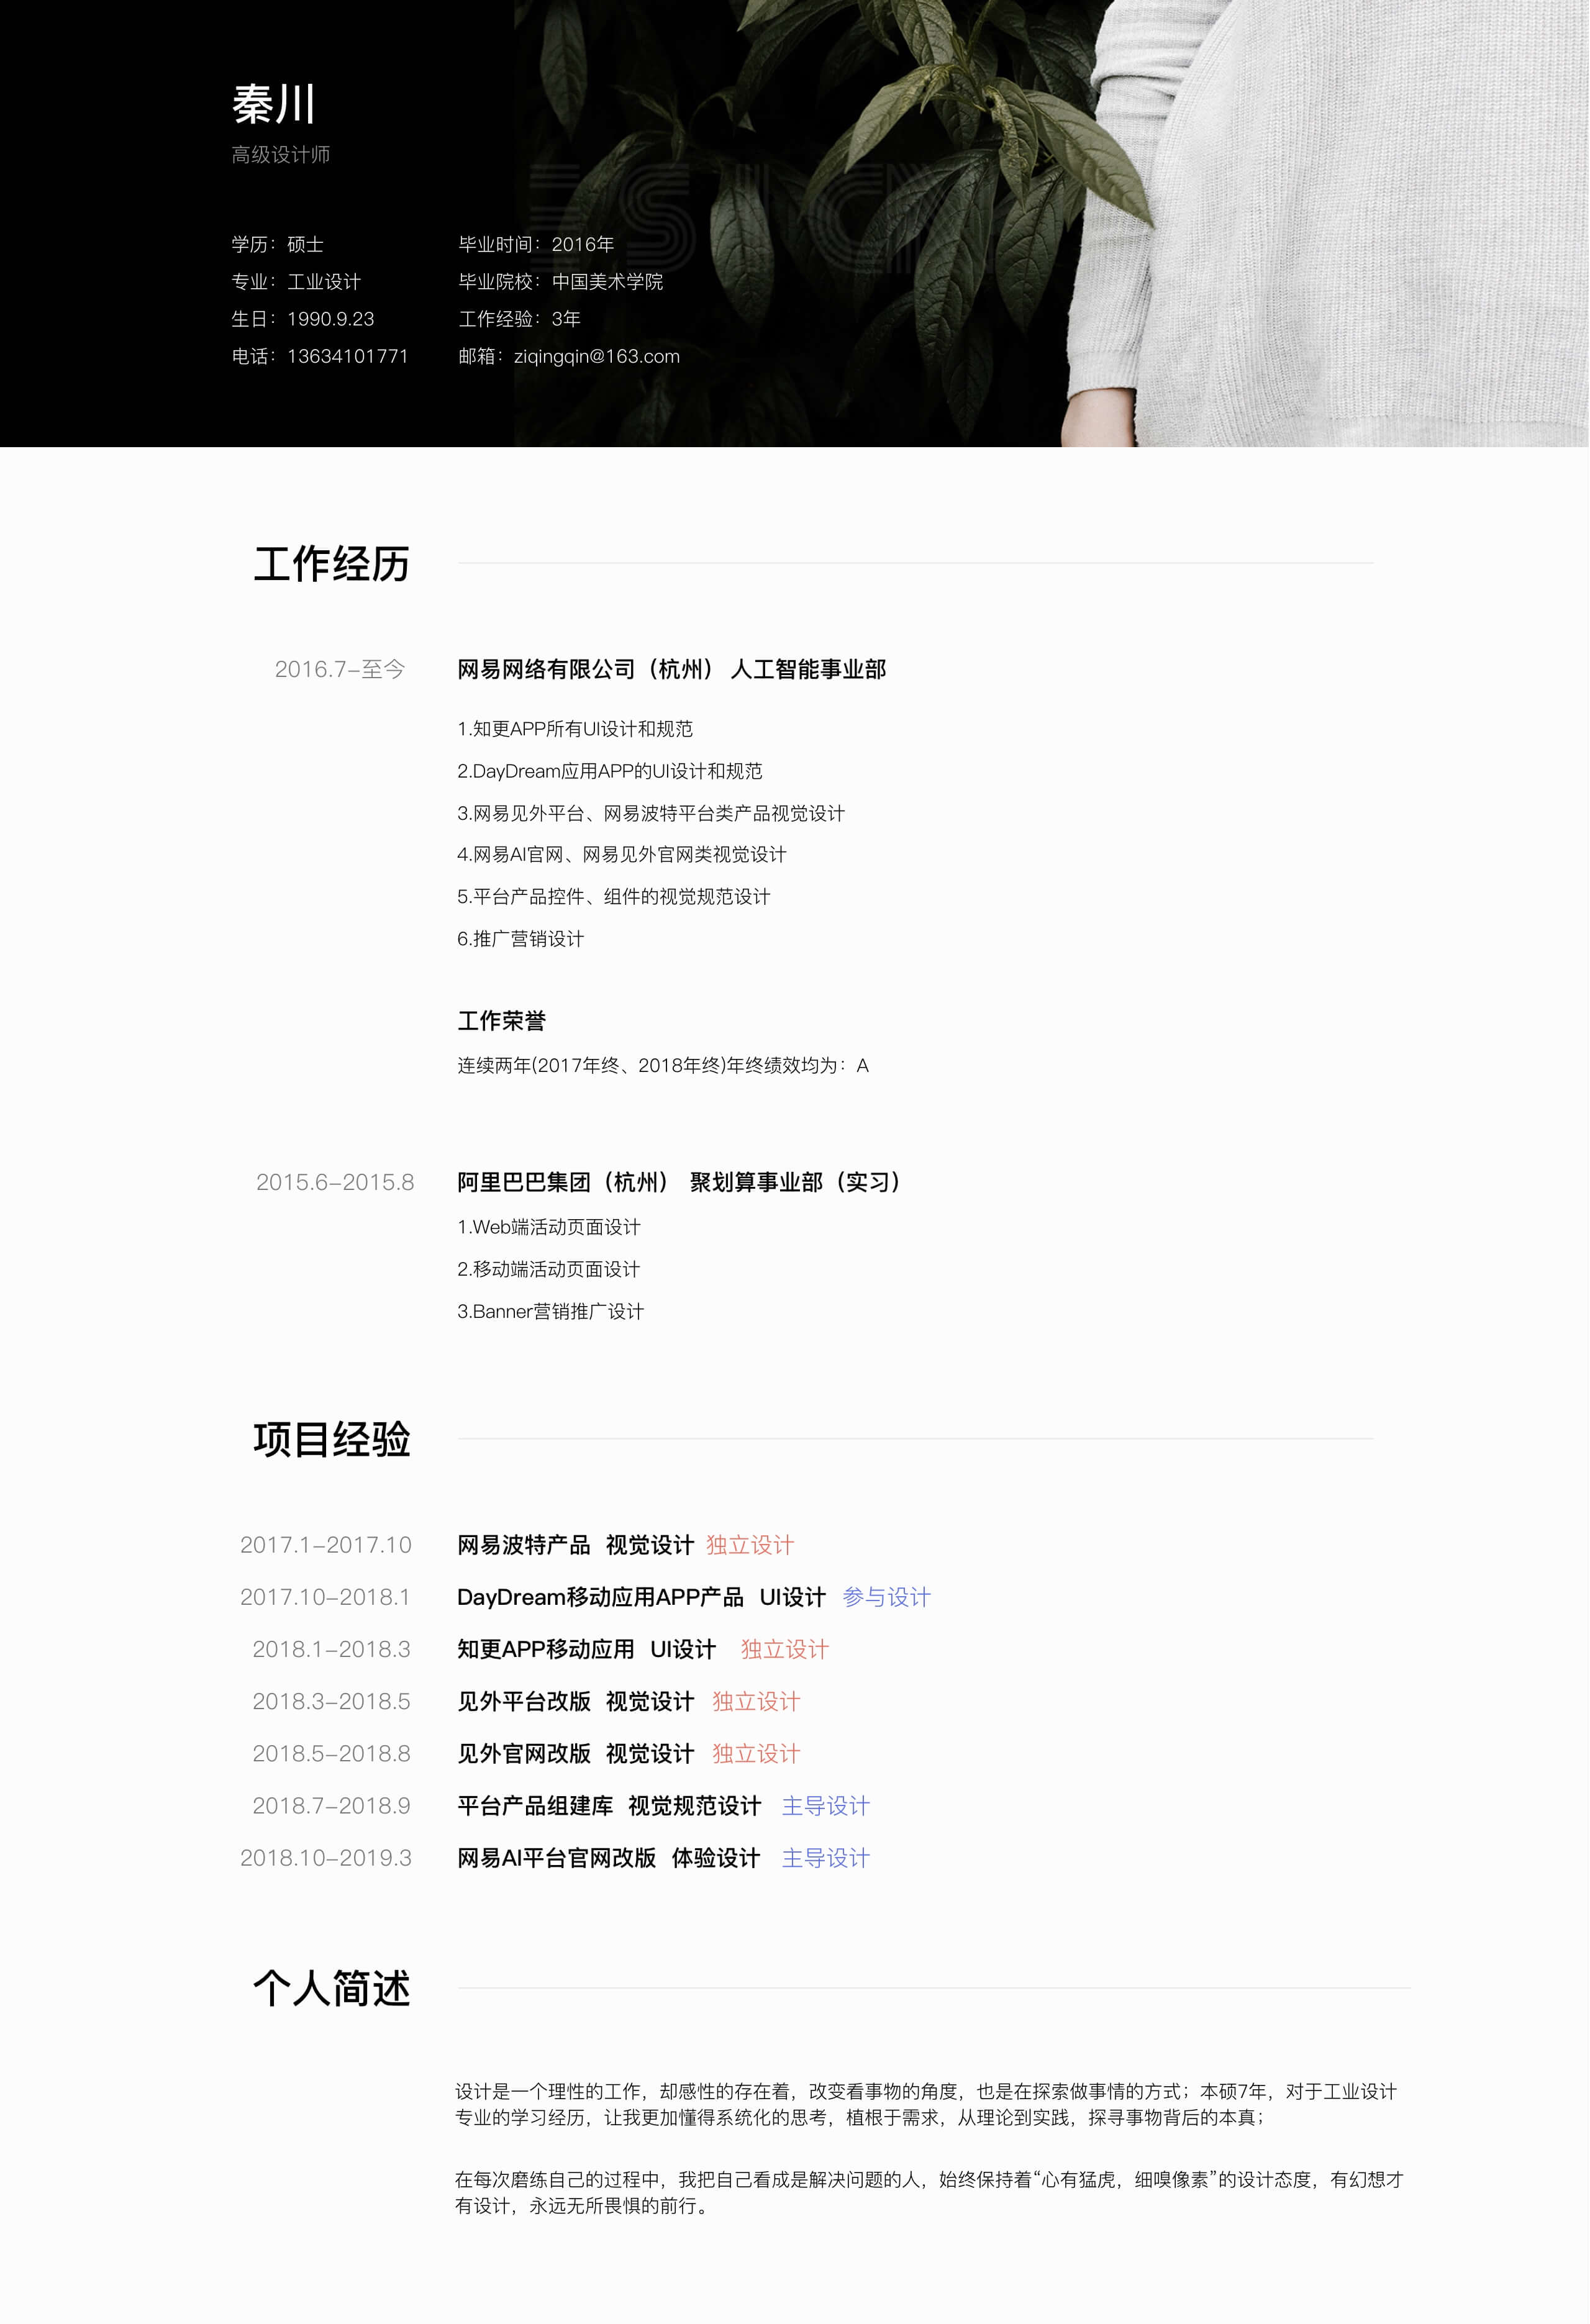 秦川
高级设计师
学历：硕士
毕业时间：2016年
专业：工业设计
毕业院校：中国美术学院
生日：1990.9.23
工作经验：3年
电话：13634101771
邮箱：ziqingqin@163.com
工作经历
2016.7-至今
网易网络有限公司（杭州） 人工智能事业部
1.知更APP所有UI设计和规范
2.DayDream应用APP的UI设计和规范
3.网易见外平台、网易波特平台类产品视觉设计
4.网易AI官网、网易见外官网类视觉设计
5.平台产品控件、组件的视觉规范设计
6.推广营销设计
工作荣誉
连续两年(2017年终、2018年终)年终绩效均为：A
2015.6-2015.8
阿里巴巴集团（杭州） 聚划算事业部（实习）
1.Web端活动页面设计
2.移动端活动页面设计
3.Banner营销推广设计
项目经验
2017.1-2017.10 网易波特产品 视觉设计 独立设计
2017.10-2018.1 DayDream移动应用APP产品 UI设计 参与设计
2018.1-2018.3 知更APP移动应用 UI设计 独立设计
2018.3-2018.5 见外平台改版 视觉设计 独立设计
2018.5-2018.8 见外官网改版 视觉设计 独立设计
2018.7-2018.9 平台产品组建库 视觉规范设计 主导设计
2018.10-2019.3 网易AI平台官网改版 体验设计 主导设计
个人简述
设计是一个理性的工作，却感性的存在着，改变看事物的角度，也是在探索做事情的方式；本硕7年，对于工业设计
专业的学习经历，让我更加懂得系统化的思考，植根于需求，从理论到实践，探寻事物背后的本真；
在每次磨练自己的过程中，我把自己看成是解决问题的人，始终保持着“心有猛虎，细嗅像素”的设计态度，有幻想才
有设计，永远无所畏惧的前行。